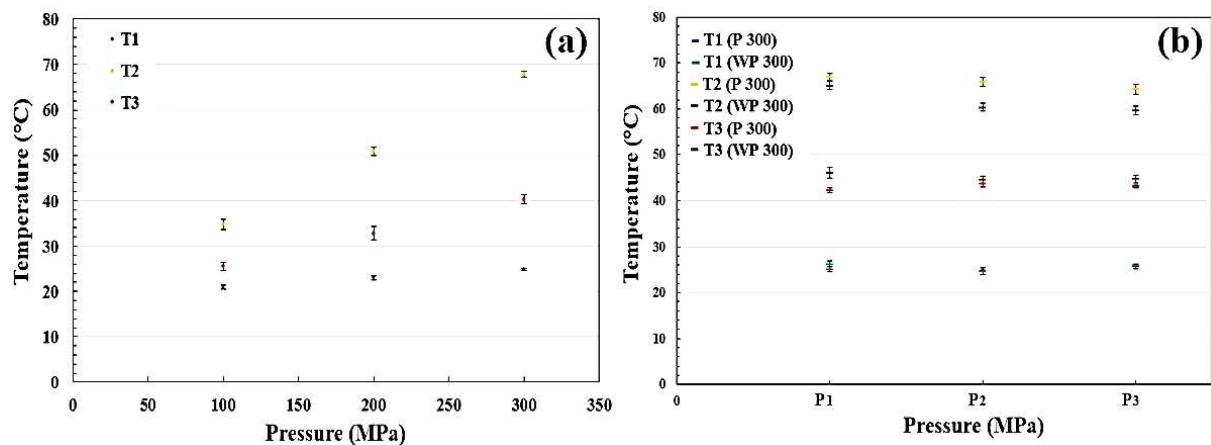 (a)
T1
T2
T3
80
70
60
50
40
30
20
10
0
Temperature (°C)
0 50 100 150 200 250 300 350
Pressure (MPa)
(b)
T1 (P 300)
T1 (WP 300)
T2 (P 300)
T2 (WP 300)
T3 (P 300)
T3 (WP 300)
80
70
60
50
40
30
20
10
0
Temperature (°C)
0 P1 P2 P3
Pressure (MPa)